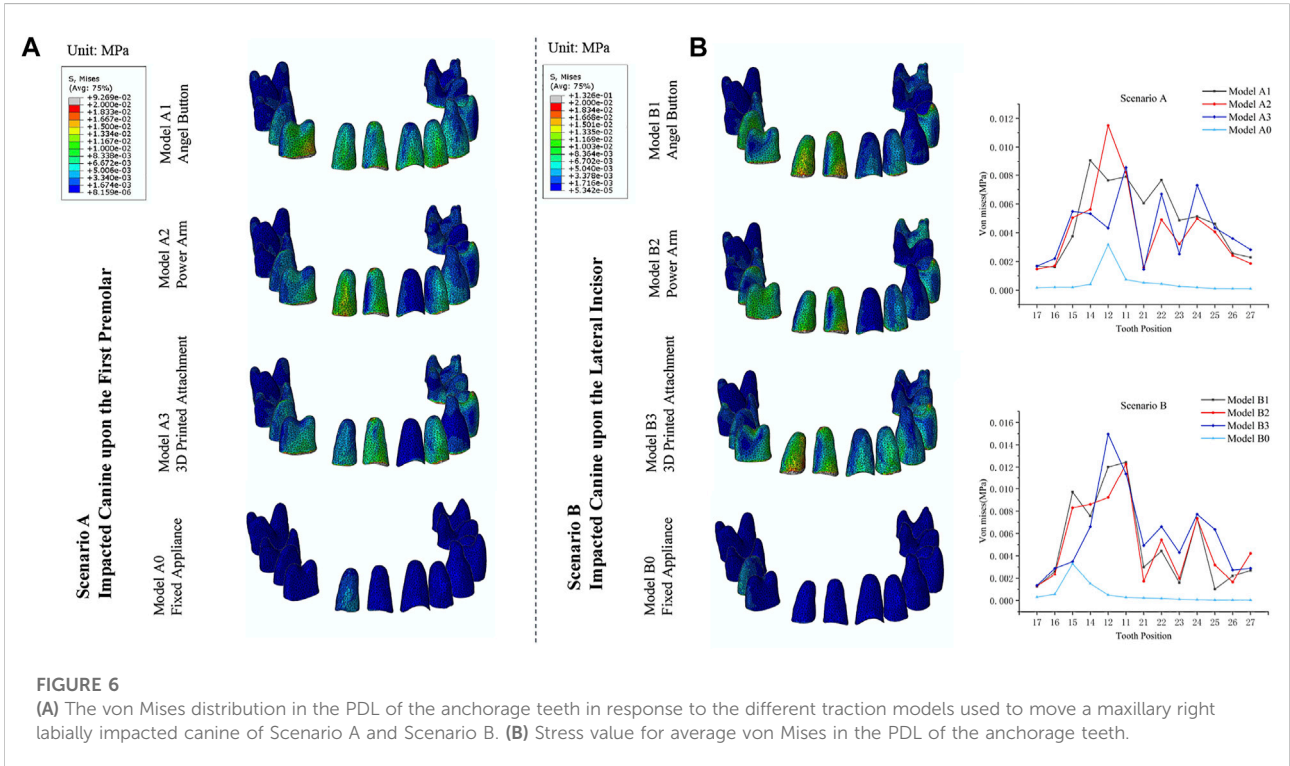 A
Unit: MPa
S, Mises
(Avg: 75%)
+9.269e-02
+2.000e-02
+1.833e-02
+1.667e-02
+1.500e-02
+1.334e-02
+1.167e-02
+1.000e-02
+8.338e-03
+6.672e-03
+5.006e-03
+3.340e-03
+1.674e-03
+8.159e-06
Scenario A
Impacted Canine upon the First Premolar
Model A1
Angel Button
Model A2
Power Arm
Model A3
3D Printed Attachment
Model A0
Fixed Appliance
Unit: MPa
S, Mises
(Avg: 75%)
+1.326e-01
+2.000e-02
+1.834e-02
+1.668e-02
+1.501e-02
+1.335e-02
+1.169e-02
+1.003e-02
+8.364e-03
+6.702e-03
+5.040e-03
+3.378e-03
+1.716e-03
+5.342e-05
Scenario B
Impacted Canine upon the Lateral Incisor
B
Model B1
Angel Button
Model B2
Power Arm
Model B3
3D Printed Attachment
Model B0
Fixed Appliance
Scenario A
Model A1
Model A2
Model A3
Model A0
Von mises(MPa)
0.012
0.010
0.008
0.006
0.004
0.002
0.000
17 16 15 14 12 11 21 22 23 24 25 26 27
Tooth Position
Scenario B
Model B1
Model B2
Model B3
Model B0
Von mises(MPa)
0.016
0.014
0.012
0.010
0.008
0.006
0.004
0.002
0.000
17 16 15 14 12 11 21 22 23 24 25 26 27
Tooth Position
FIGURE 6
(A) The von Mises distribution in the PDL of the anchorage teeth in response to the different traction models used to move a maxillary right
labially impacted canine of Scenario A and Scenario B. (B) Stress value for average von Mises in the PDL of the anchorage teeth.